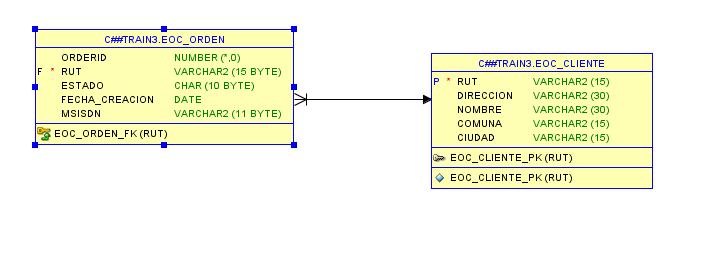 C##TRAIN3.EOC_ORDEN
ORDERID NUMBER (*,0)
F * RUT VARCHAR2 (15 BYTE)
ESTADO CHAR (10 BYTE)
FECHA_CREACION DATE
MSISDN VARCHAR2 (11 BYTE)
EOC_ORDEN_FK (RUT)
C##TRAIN3.EOC_CLIENTE
P * RUT VARCHAR2 (15)
DIRECCION VARCHAR2 (30)
NOMBRE VARCHAR2 (30)
COMUNA VARCHAR2 (15)
CIUDAD VARCHAR2 (15)
EOC_CLIENTE_PK (RUT)
EOC_CLIENTE_PK (RUT)